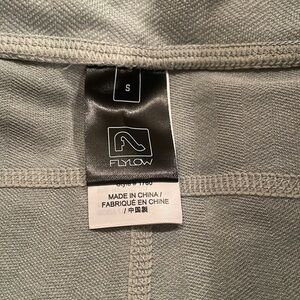 S
FLYLOW
MADE IN CHINA /
FABRIQUÉ EN CHINE
/ 中国製